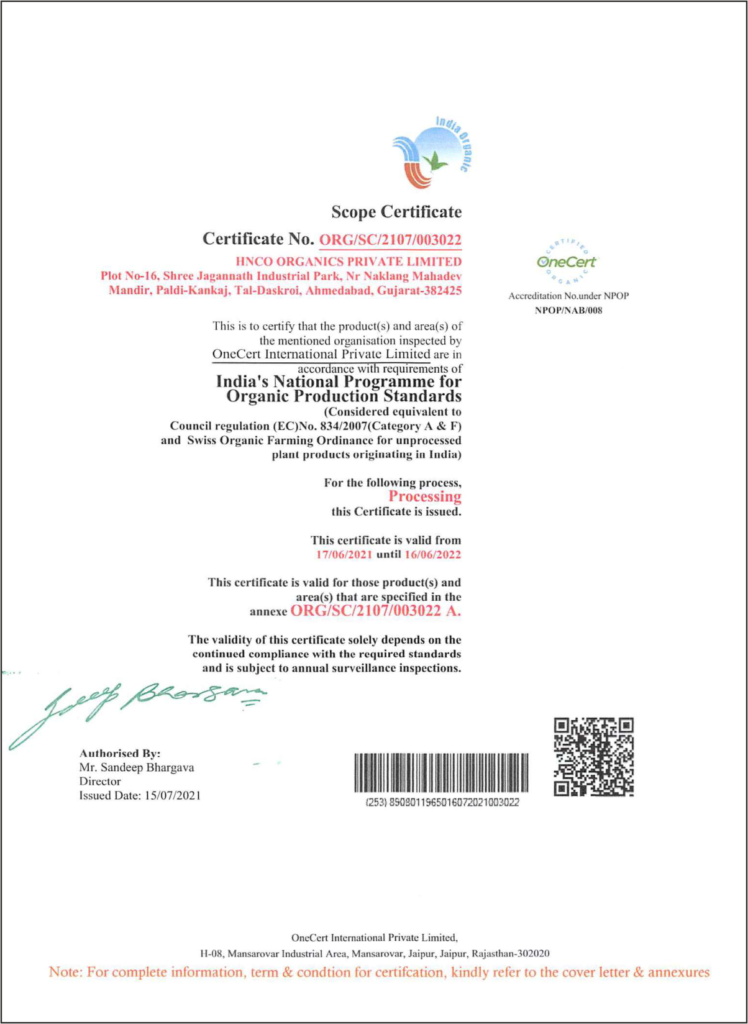 India Organic
Scope Certificate
Certificate No. ORG/SC/2107/003022
HNCO ORGANICS PRIVATE LIMITED
Plot No-16, Shree Jagannath Industrial Park, Nr Naklang Mahadev
Mandir, Paldi-Kankaj, Tal-Daskroi, Ahmedabad, Gujarat-382425
CERTIFIED
OneCert
ORGANIC
Accreditation No.under NPOP
NPOP/NAB/008
This is to certify that the product(s) and area(s) of
the mentioned organisation inspected by
OneCert International Private Limited are in
accordance with requirements of
India's National Programme for
Organic Production Standards
(Considered equivalent to
Council regulation (EC)No. 834/2007(Category A & F)
and Swiss Organic Farming Ordinance for unprocessed
plant products originating in India)
For the following process,
Processing
this Certificate is issued.
This certificate is valid from
17/06/2021 until 16/06/2022
This certificate is valid for those product(s) and
area(s) that are specified in the
annexe ORG/SC/2107/003022 A.
The validity of this certificate solely depends on the
continued compliance with the required standards
and is subject to annual surveillance inspections.
Authorised By:
Mr. Sandeep Bhargava
Director
Issued Date: 15/07/2021
(253) 8908011965016072021003022
OneCert International Private Limited,
H-08, Mansarovar Industrial Area, Mansarovar, Jaipur, Jaipur, Rajasthan-302020
Note: For complete information, term & condtion for certifcation, kindly refer to the cover letter & annexures